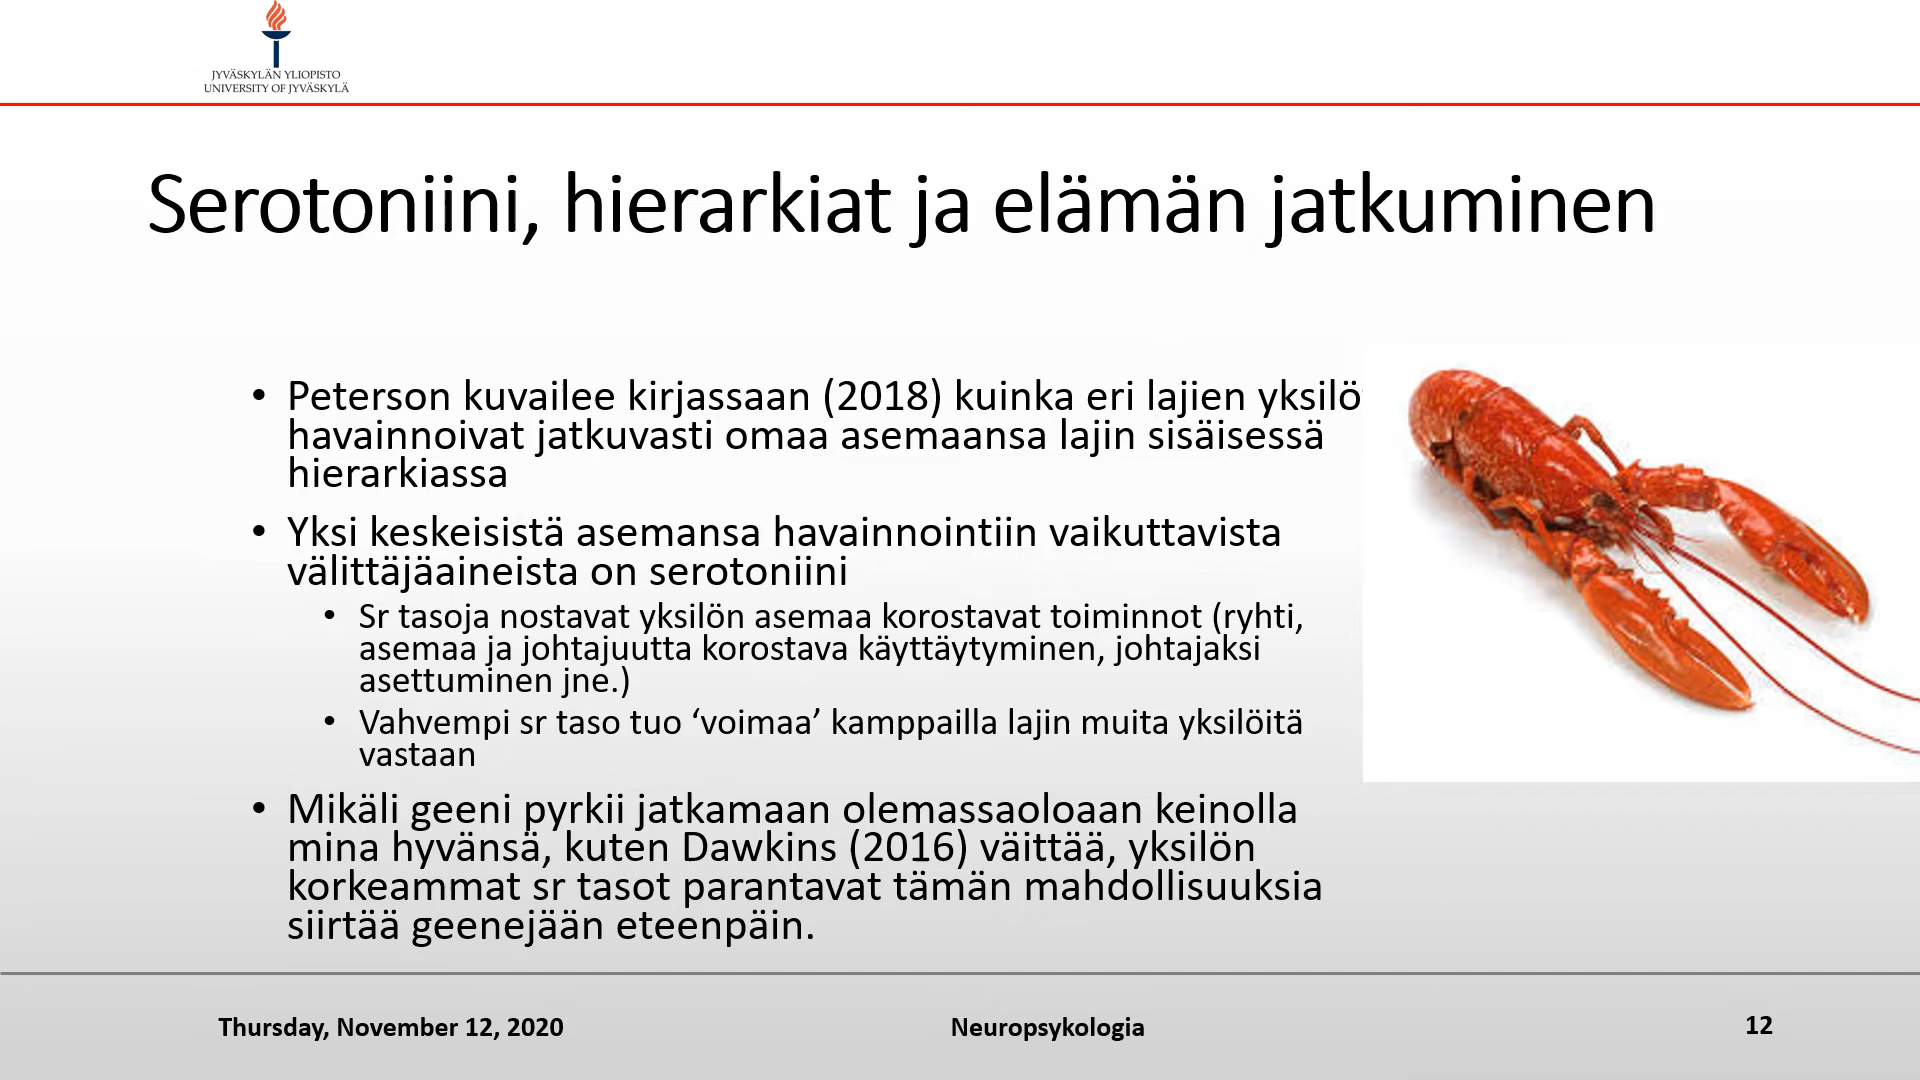 JYVÄSKYLÄN YLIOPISTO
UNIVERSITY OF JYVÄSKYLÄ
Serotoniini, hierarkiat ja elämän jatkuminen
• Peterson kuvailee kirjassaan (2018) kuinka eri lajien yksilö
havainnoivat jatkuvasti omaa asemaansa lajin sisäisessä
hierarkiassa
• Yksi keskeisistä asemansa havainnointiin vaikuttavista
välittäjäaineista on serotoniini
• Sr tasoja nostavat yksilön asemaa korostavat toiminnot (ryhti,
asemaa ja johtajuutta korostava käyttäytyminen, johtajaksi
asettuminen jne.)
• Vahvempi sr taso tuo ‘voimaa’ kamppailla lajin muita yksilöitä
vastaan
• Mikäli geeni pyrkii jatkamaan olemassaoloaan keinolla
mina hyvänsä, kuten Dawkins (2016) väittää, yksilön
korkeammat sr tasot parantavat tämän mahdollisuuksia
siirtää geenejään eteenpäin.
Thursday, November 12, 2020
Neuropsykologia
12